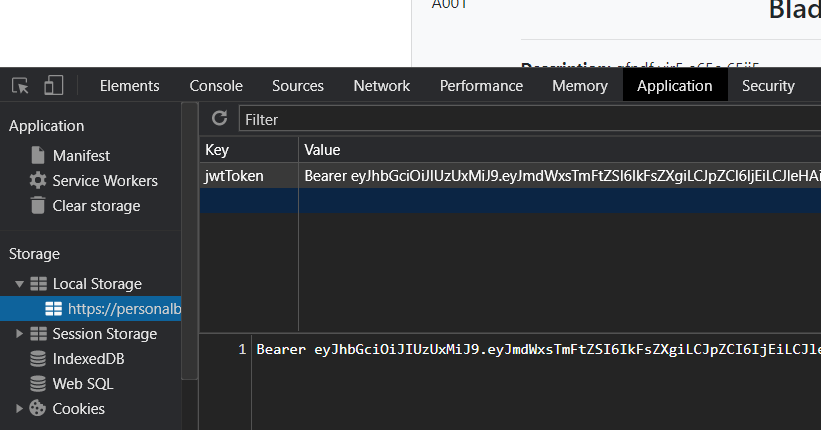 A001
Blad
Description:
Elements Console Sources Network Performance Memory Application Security
Application
Manifest
Service Workers
Clear storage
Storage
Local Storage
https://personalb
Session Storage
IndexedDB
Web SQL
Cookies
Filter
Key Value
jwtToken Bearer eyJhbGciOiJIUzUxMiJ9.eyJmdWxsTmFtZSI6IkFsZXgiLCJpZCI6IjEiLCJleHAi
1 Bearer eyJhbGciOiJIUzUxMiJ9.eyJmdWxsTmFtZSI6IkFsZXgiLCJpZCI6IjEiLCJle